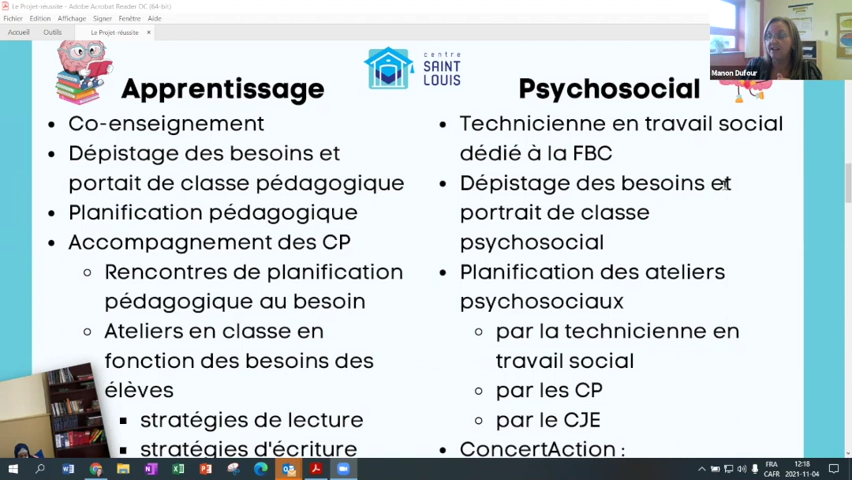 Le Projet-réussite - Adobe Acrobat Reader DC (64-bit)
Fichier Edition Affichage Signer Fenêtre Aide
Accueil Outils Le Projet-réussite ×
Manon Dufour
centre
SAINT
LOUIS
Apprentissage
• Co-enseignement
• Dépistage des besoins et
portait de classe pédagogique
• Planification pédagogique
• Accompagnement des CP
◦ Rencontres de planification
pédagogique au besoin
◦ Ateliers en classe en
fonction des besoins des
élèves
▪ stratégies de lecture
▪ stratégies d'écriture
Psychosocial
• Technicienne en travail social
dédié à la FBC
• Dépistage des besoins et
portrait de classe
psychosocial
• Planification des ateliers
psychosociaux
◦ par la technicienne en
travail social
◦ par les CP
◦ par le CJE
• ConcertAction :
FRA
CAFR
12:18
2021-11-04